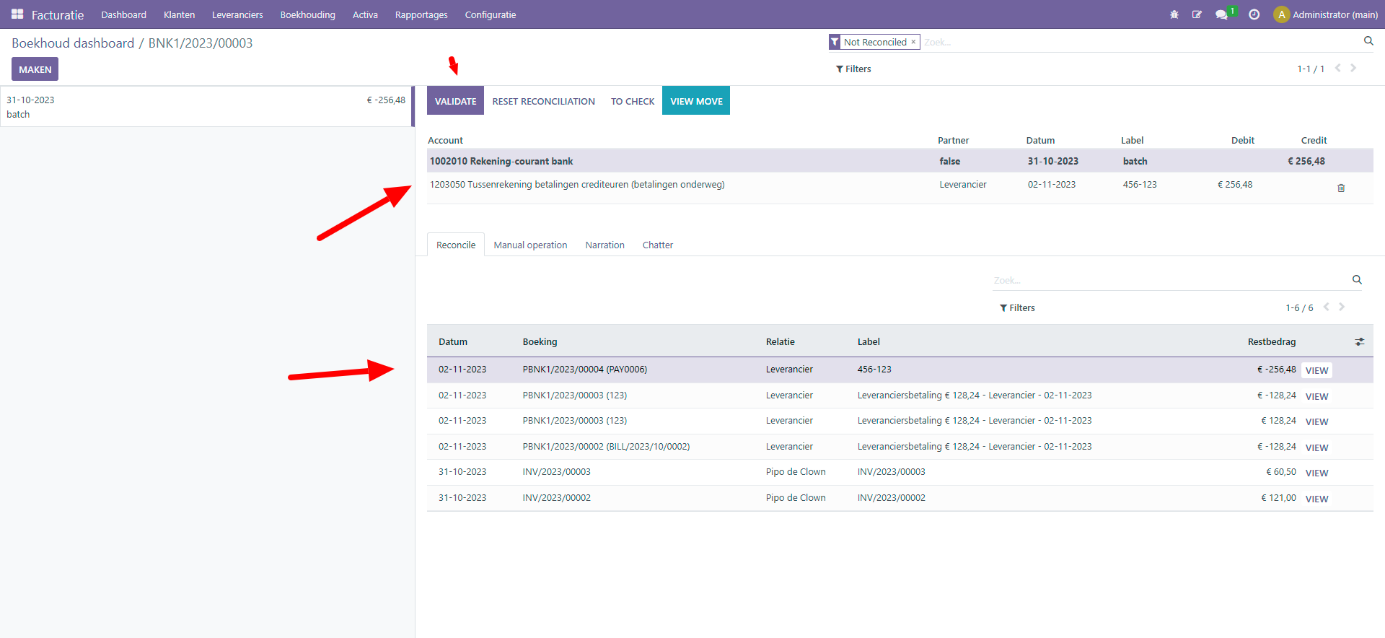 Facturatie Dashboard Klanten Leveranciers Boekhouding Activa Rapportages Configuratie 1 A Administrator (main)
Boekhoud dashboard / BNK1/2023/00003 Not Reconciled × Zoek...
MAKEN Filters 1-1 / 1
31-10-2023 € -256,48
batch
VALIDATE RESET RECONCILIATION TO CHECK VIEW MOVE
Account Partner Datum Label Debit Credit
1002010 Rekening-courant bank false 31-10-2023 batch € 256,48
1203050 Tussenrekening betalingen crediteuren (betalingen onderweg) Leverancier 02-11-2023 456-123 € 256,48
Reconcile Manual operation Narration Chatter
Zoek...
Filters 1-6 / 6
Datum Boeking Relatie Label Restbedrag
02-11-2023 PBNK1/2023/00004 (PAY0006) Leverancier 456-123 € -256,48 VIEW
02-11-2023 PBNK1/2023/00003 (123) Leverancier Leveranciersbetaling € 128,24 - Leverancier - 02-11-2023 € -128,24 VIEW
02-11-2023 PBNK1/2023/00003 (123) Leverancier Leveranciersbetaling € 128,24 - Leverancier - 02-11-2023 € 128,24 VIEW
02-11-2023 PBNK1/2023/00002 (BILL/2023/10/0002) Leverancier Leveranciersbetaling € 128,24 - Leverancier - 02-11-2023 € -128,24 VIEW
31-10-2023 INV/2023/00003 Pipo de Clown INV/2023/00003 € 60,50 VIEW
31-10-2023 INV/2023/00002 Pipo de Clown INV/2023/00002 € 121,00 VIEW